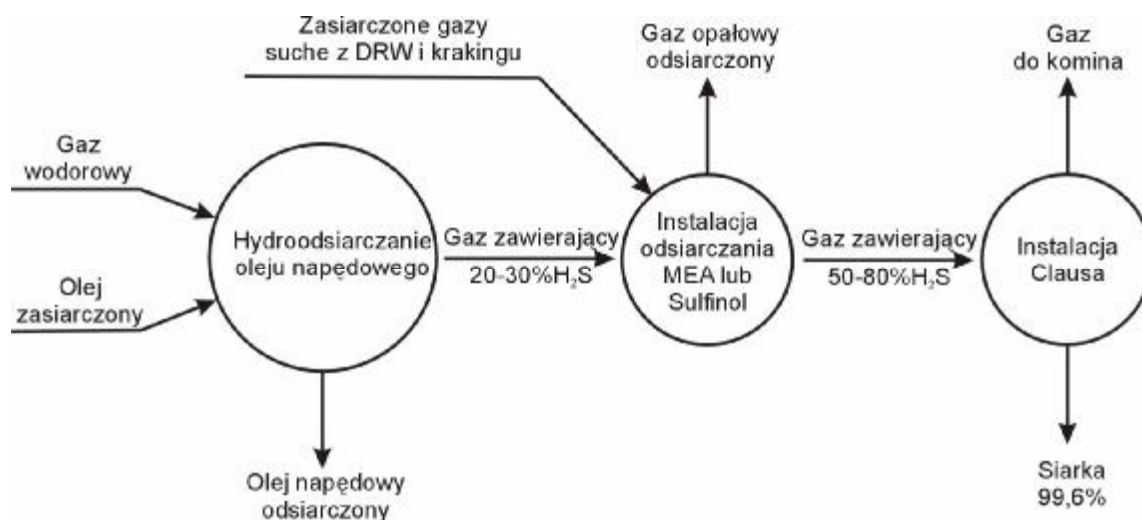 Zasiarczone gazy
suche z DRW i krakingu
Gaz opałowy
odsiarczony
Gaz
do komina
Gaz
wodorowy
Olej
zasiarczony
Hydroodsiarczanie
oleju napędowego
Gaz zawierający
20-30%H₂S
Instalacja
odsiarczania
MEA lub
Sulfinol
Gaz zawierający
50-80%H₂S
Instalacja
Clausa
Olej napędowy
odsiarczony
Siarka
99,6%